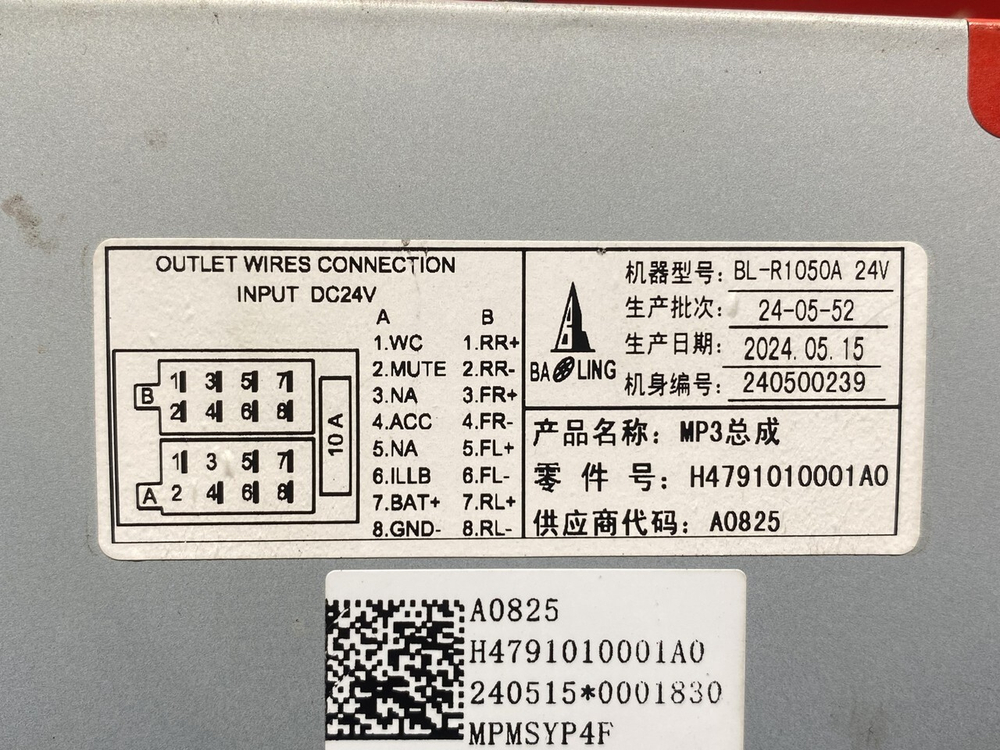 OUTLET WIRES CONNECTION
INPUT DC24V
A B
1.WC 1.RR+
2.MUTE 2.RR-
3.NA 3.FR+
4.ACC 4.FR-
5.NA 5.FL+
6.ILLB 6.FL-
7.BAT+ 7.RL+
8.GND- 8.RL-
B
1 3 5 7
2 4 6 8
A
1 3 5 7
2 4 6 8
10A
BAOLING
机器型号: BL-R1050A 24V
生产批次: 24-05-52
生产日期: 2024.05.15
机身编号: 240500239
产品名称: MP3总成
零件号: H4791010001A0
供应商代码: A0825
A0825
H4791010001A0
240515*0001830
MPMSYP4F